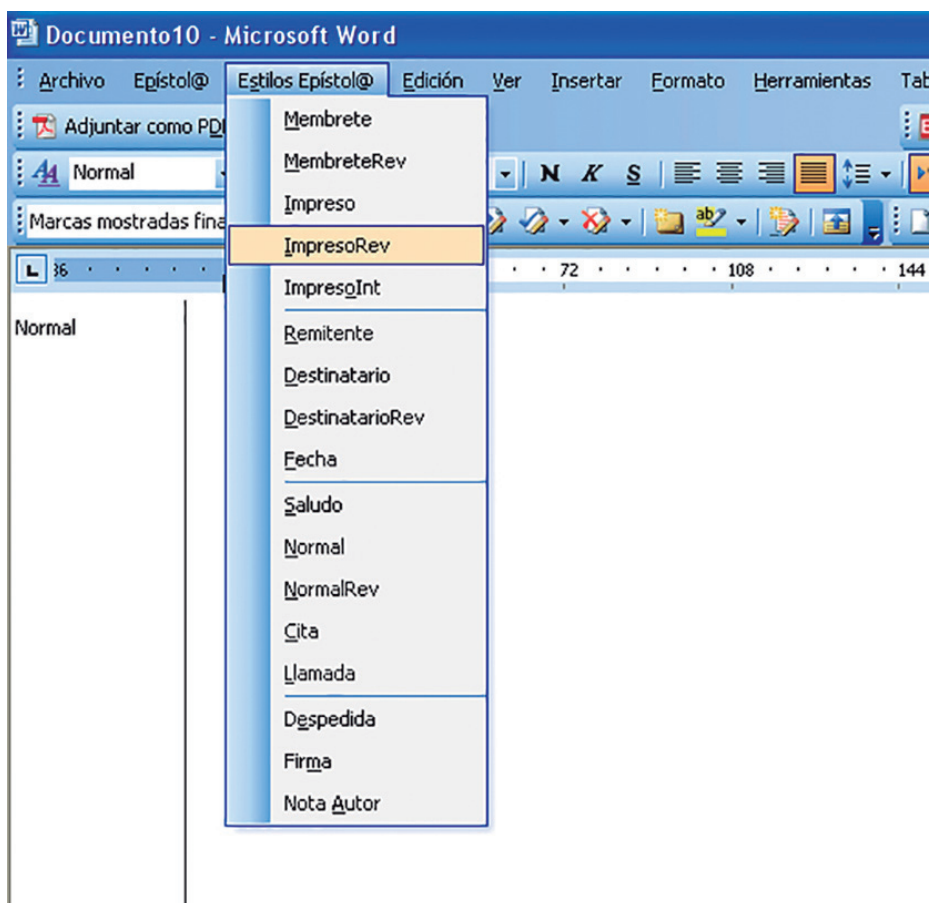 Documento10 - Microsoft Word
Archivo Epístol@ Estilos Epístol@ Edición Ver Insertar Formato Herramientas
Adjuntar como
Normal N K S
Marcas mostradas
36 72 108 144
Normal
Membrete
MembreteRev
Impreso
ImpresoRev
ImpresoInt
Remitente
Destinatario
DestinatarioRev
Fecha
Saludo
Normal
NormalRev
Cita
Llamada
Despedida
Firma
Nota Autor